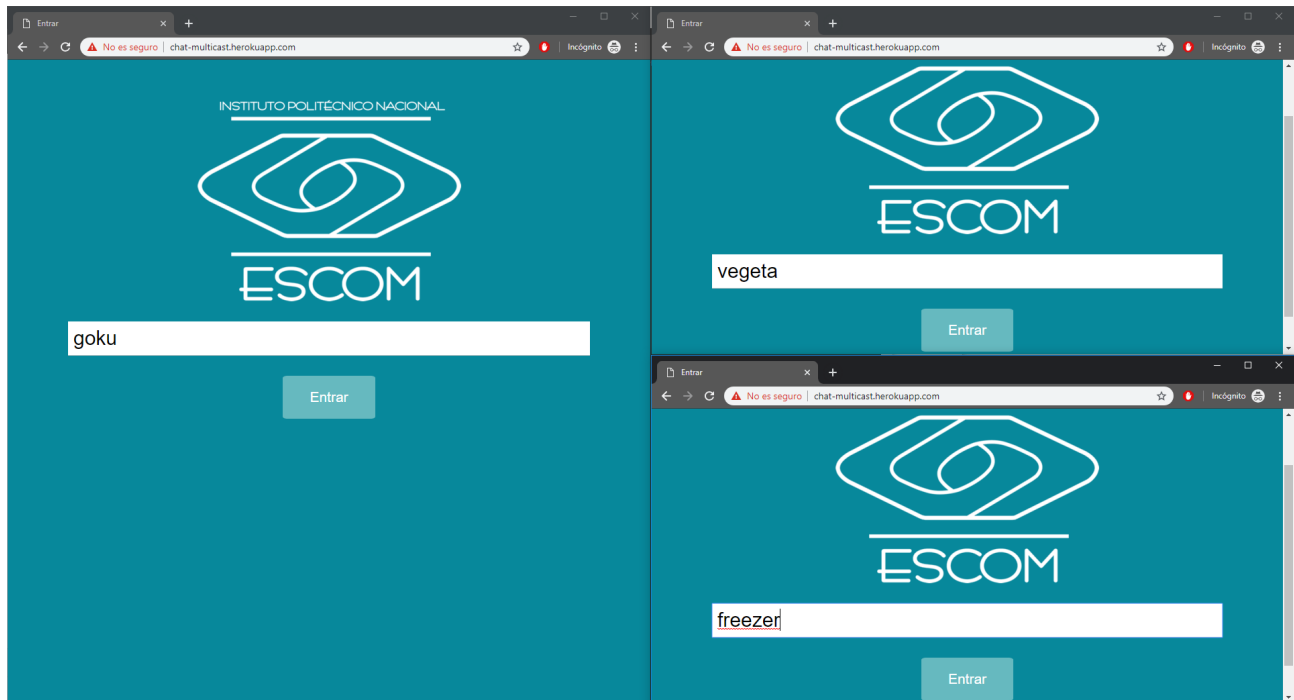 Entrar
No es seguro
chat-multicast.herokuapp.com
Incógnito
INSTITUTO POLITÉCNICO NACIONAL
ESCOM
goku
Entrar
Entrar
No es seguro
chat-multicast.herokuapp.com
Incógnito
ESCOM
vegeta
Entrar
Entrar
No es seguro
chat-multicast.herokuapp.com
Incógnito
ESCOM
freezer
Entrar